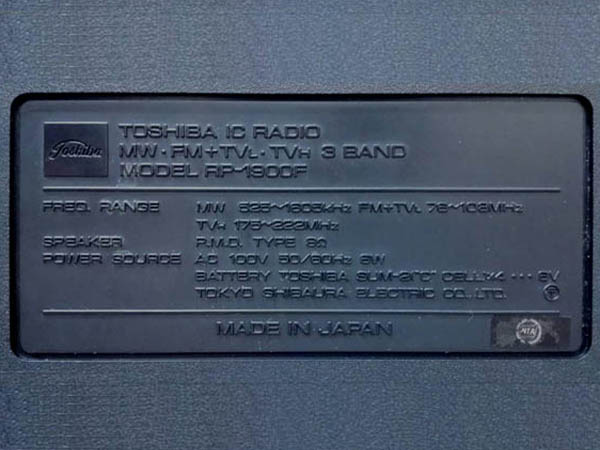 Toshiba
TOSHIBA IC RADIO
MW·FM+TVL·TVH 3 BAND
MODEL RP-1900F
FREQ. RANGE MW 525~1605kHz FM+TVL 76~108MHz
TVH 175~222MHz
SPEAKER P.M.D. TYPE 8Ω
POWER SOURCE AC 100V 50/60Hz 6W
BATTERY TOSHIBA SUM-2("C" CELL)x4 ··· 6V
TOKYO SHIBAURA ELECTRIC CO., LTD.
MADE IN JAPAN